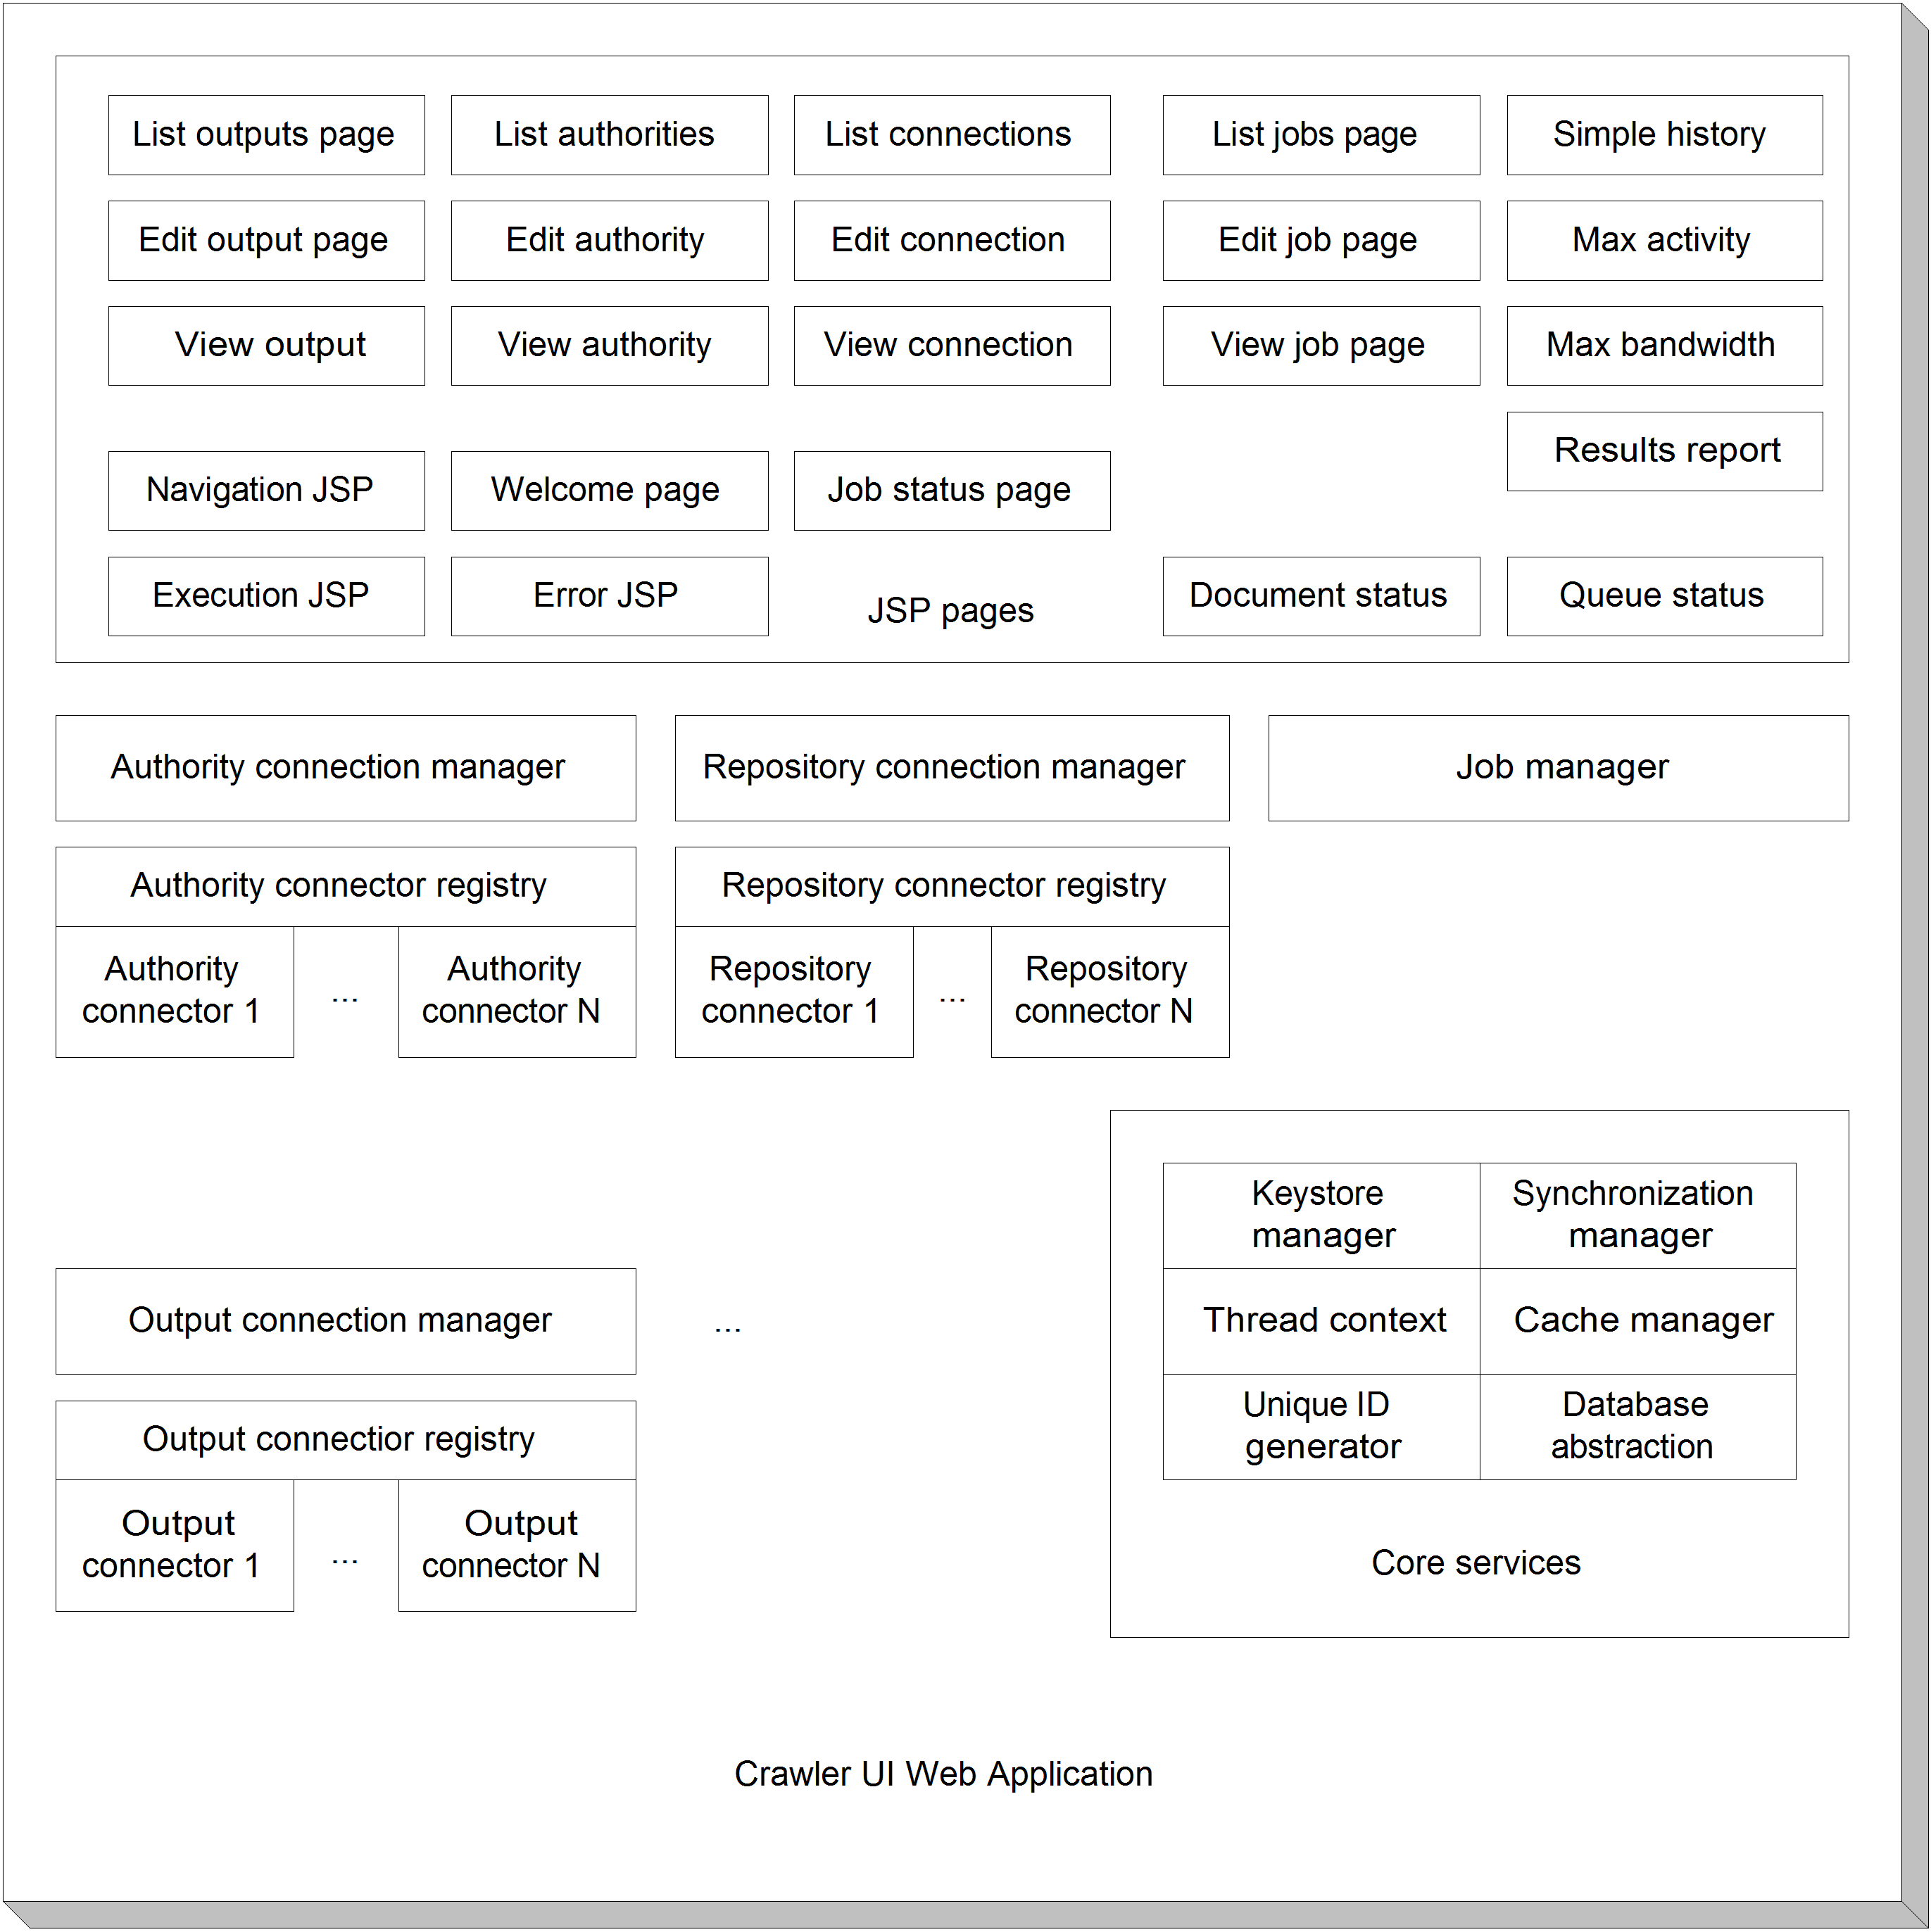 List outputs page
List authorities
List connections
List jobs page
Simple history
Edit output page
Edit authority
Edit connection
Edit job page
Max activity
View output
View authority
View connection
View job page
Max bandwidth
Results report
Navigation JSP
Welcome page
Job status page
Execution JSP
Error JSP
JSP pages
Document status
Queue status
Authority connection manager
Repository connection manager
Job manager
Authority connector registry
Repository connector registry
Authority
connector 1
...
Authority
connector N
Repository
connector 1
...
Repository
connector N
Keystore
manager
Synchronization
manager
Output connection manager
...
Thread context
Cache manager
Unique ID
generator
Database
abstraction
Output connectior registry
Output
connector 1
...
Output
connector N
Core services
Crawler UI Web Application